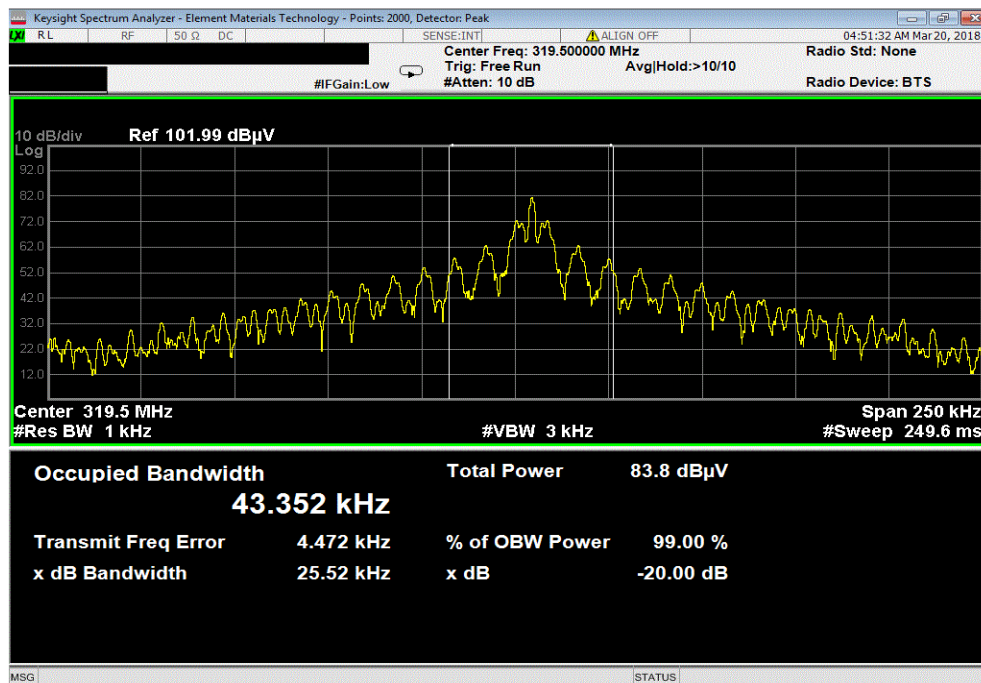 Keysight Spectrum Analyzer - Element Materials Technology - Points: 2000, Detector: Peak
LXI RL RF 50 Ω DC SENSE:INT ALIGN OFF 04:51:32 AM Mar 20, 2018
Center Freq: 319.500000 MHz Radio Std: None
Trig: Free Run Avg|Hold:>10/10
#IFGain:Low #Atten: 10 dB Radio Device: BTS
10 dB/div Ref 101.99 dBµV
Log
92.0
82.0
72.0
62.0
52.0
42.0
32.0
22.0
12.0
Center 319.5 MHz Span 250 kHz
#Res BW 1 kHz #VBW 3 kHz #Sweep 249.6 ms
Occupied Bandwidth Total Power 83.8 dBµV
43.352 kHz
Transmit Freq Error 4.472 kHz % of OBW Power 99.00 %
x dB Bandwidth 25.52 kHz x dB -20.00 dB
MSG STATUS